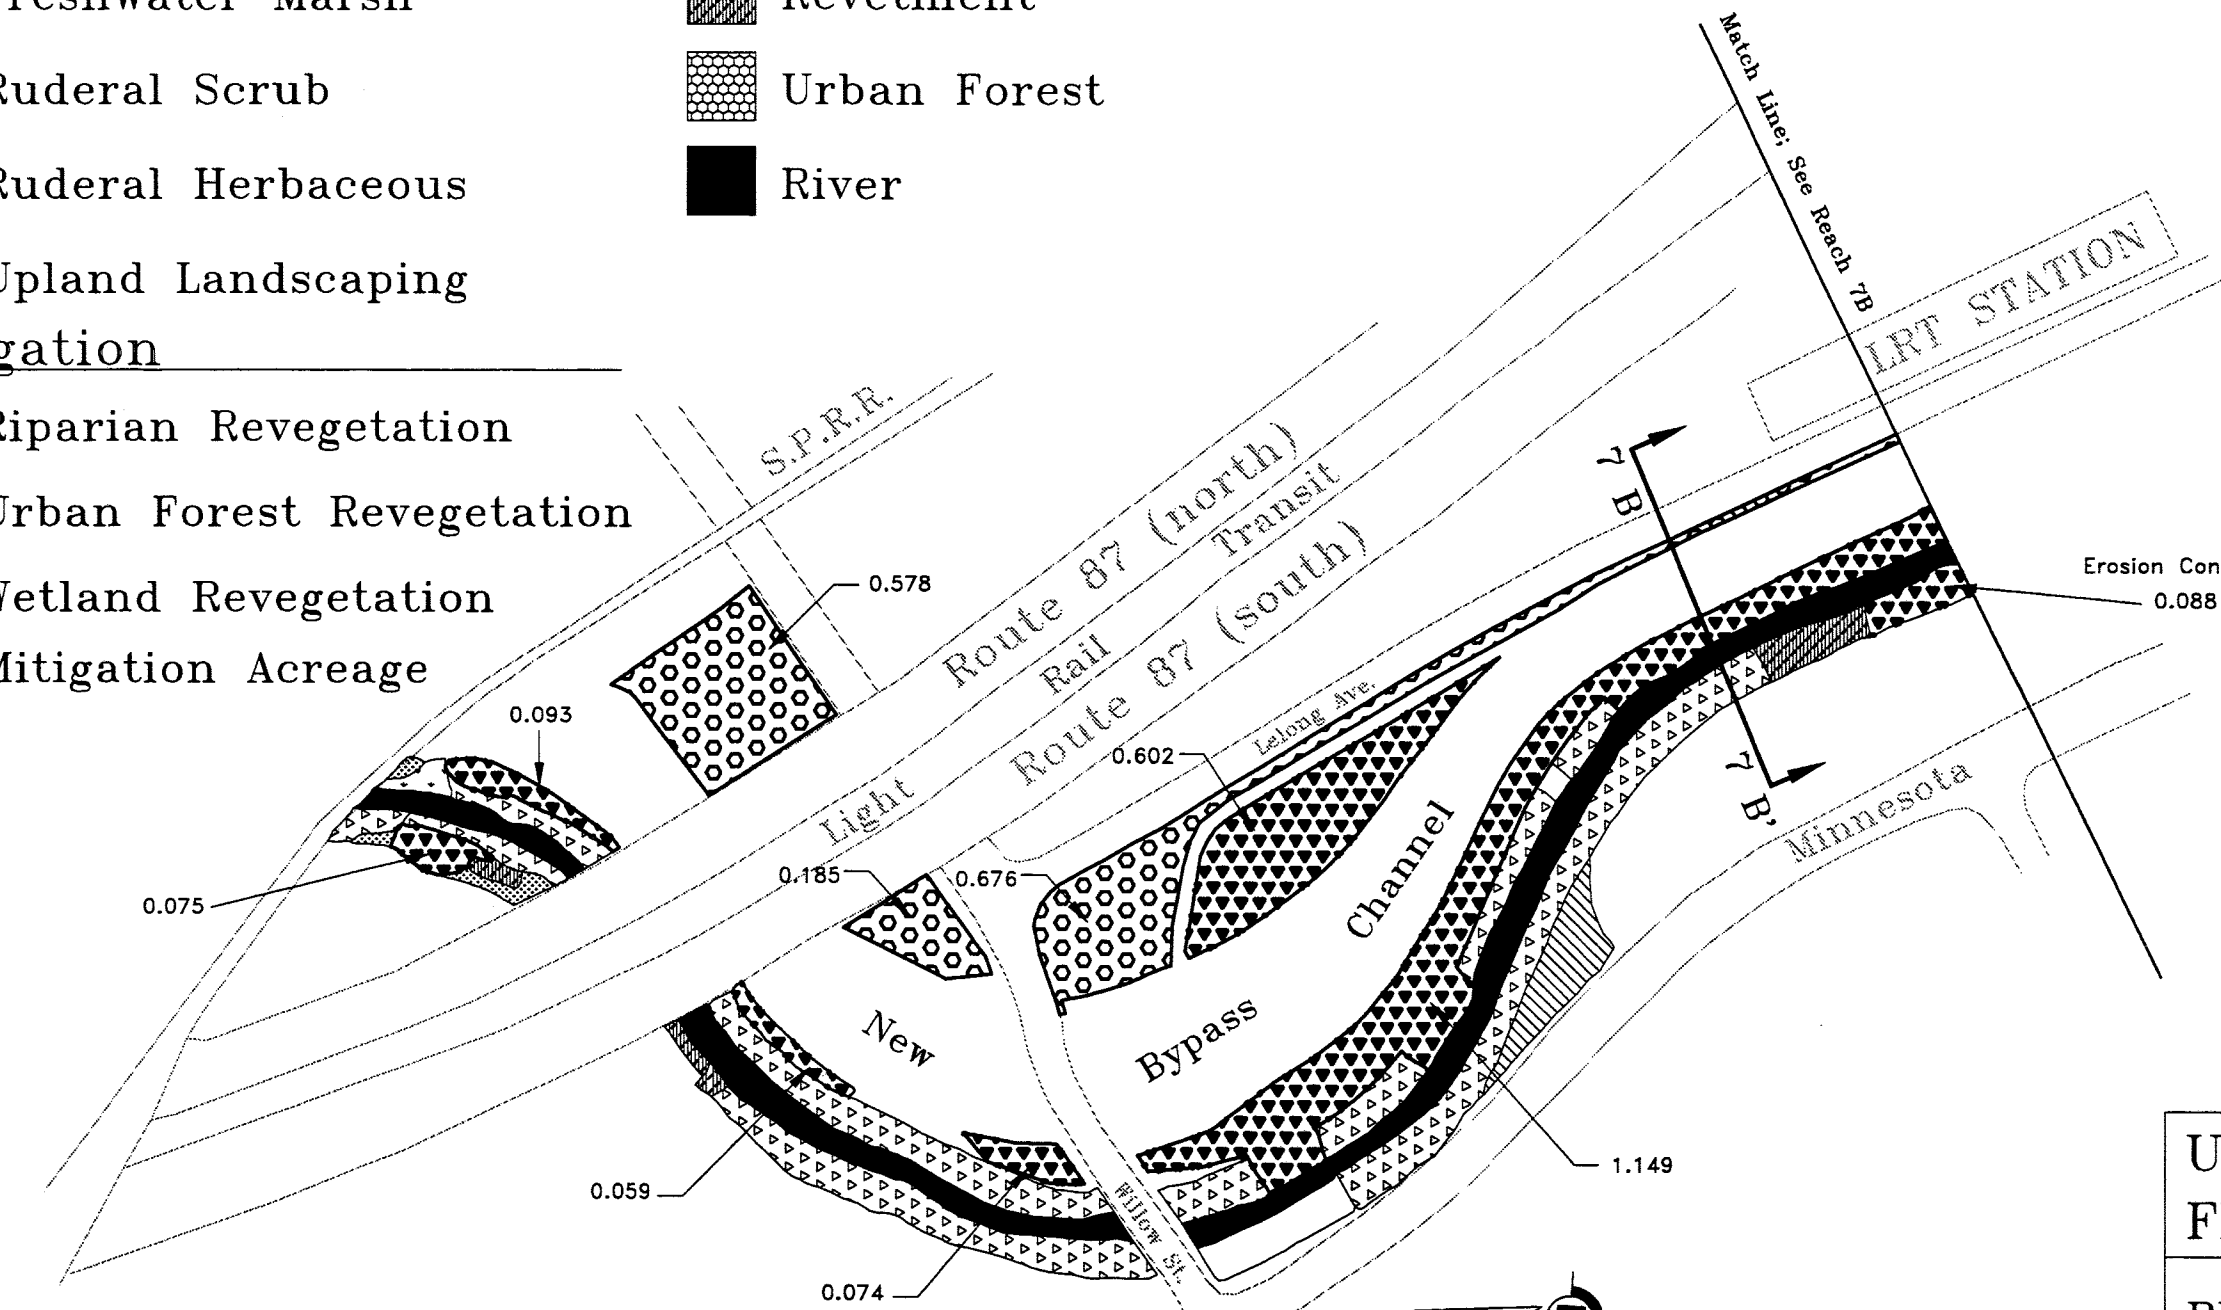 Revetment
Ruderal Scrub
Urban Forest
Ruderal Herbaceous
River
Upland Landscaping
Riparian Revegetation
Urban Forest Revegetation
Wetland Revegetation
Mitigation Acreage
Match Line; See Reach 7B
LRT STATION
S.P.R.R.
Route 87 (north)
Light Rail Transit
Route 87 (south)
Lelong Ave.
7 B
7 B'
Erosion Con
0.088
0.578
0.093
0.602
0.075
0.185
0.676
Channel
Minnesota
New
Bypass
1.149
0.059
Willow St.
0.074